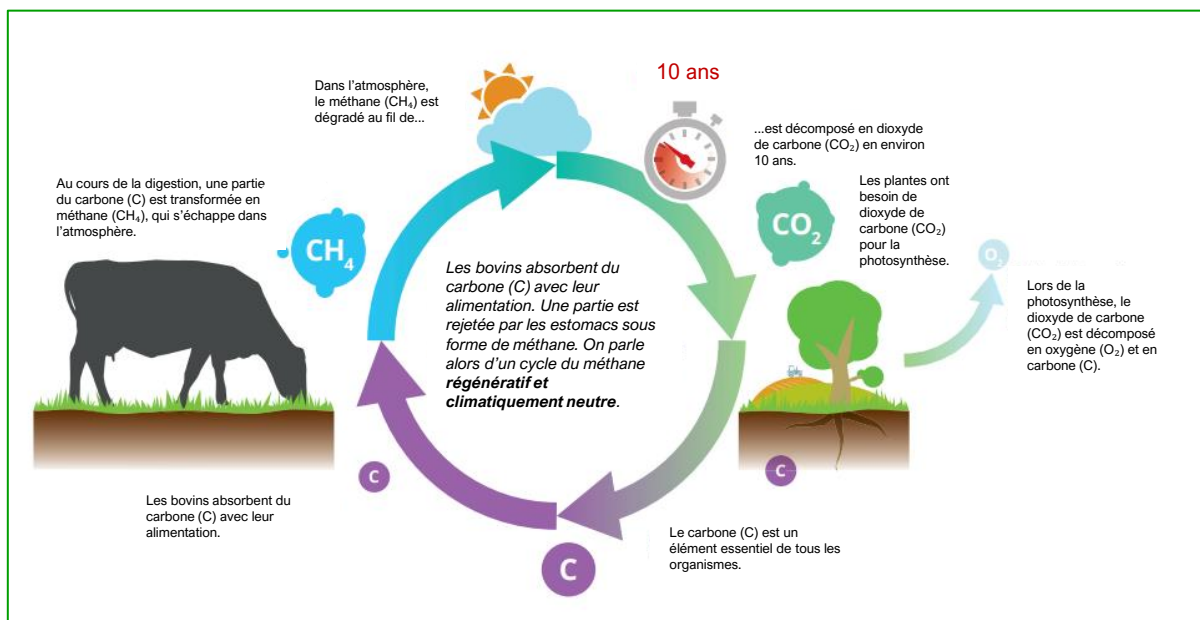 10 ans
Dans l’atmosphère,
le méthane (CH₄) est
dégradé au fil de...
...est décomposé en dioxyde
de carbone (CO₂) en environ
10 ans.
Au cours de la digestion, une partie
du carbone (C) est transformée en
méthane (CH₄), qui s’échappe dans
l’atmosphère.
CH₄
CO₂
Les plantes ont
besoin de
dioxyde de
carbone (CO₂)
pour la
photosynthèse.
O₂
Les bovins absorbent du
carbone (C) avec leur
alimentation. Une partie est
rejetée par les estomacs sous
forme de méthane. On parle
alors d’un cycle du méthane
régénératif et
climatiquement neutre.
Lors de la
photosynthèse, le
dioxyde de carbone
(CO₂) est décomposé
en oxygène (O₂) et en
carbone (C).
C
C
Les bovins absorbent du
carbone (C) avec leur
alimentation.
C
Le carbone (C) est un
élément essentiel de tous les
organismes.